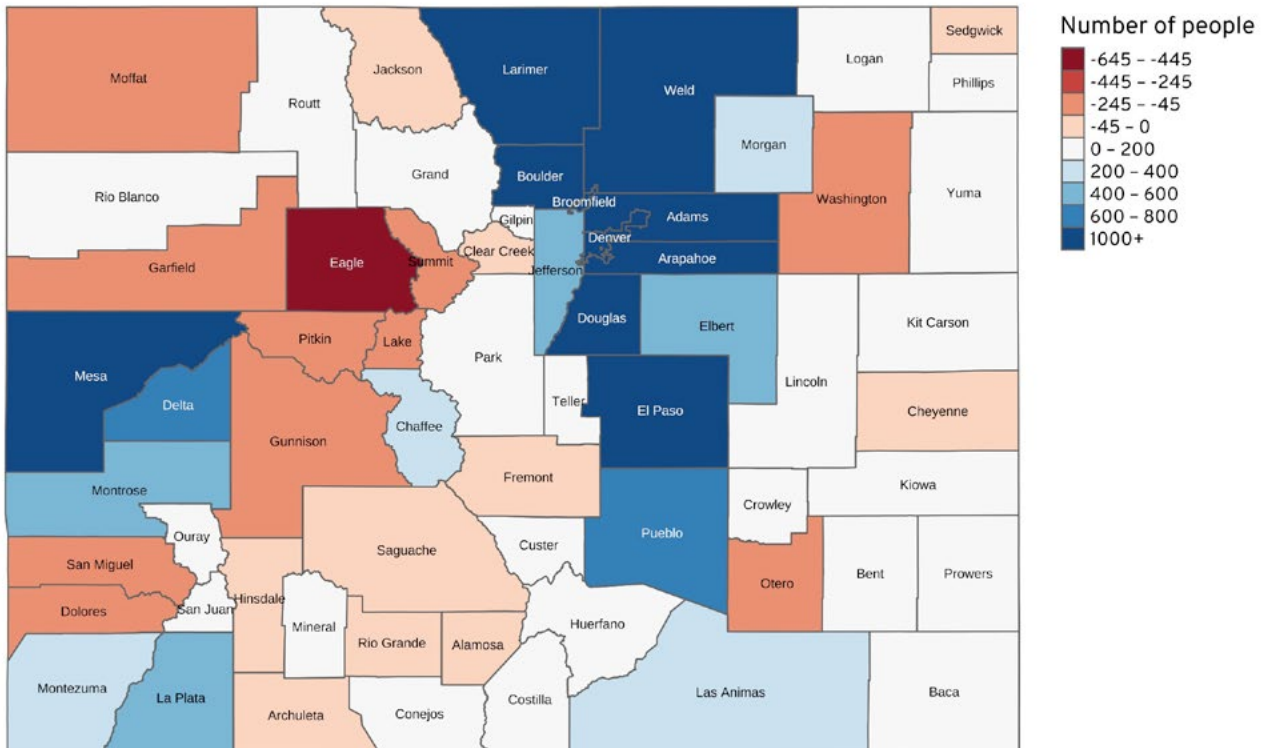 Number of people
-645 – -445
-445 – -245
-245 – -45
-45 – 0
0 – 200
200 – 400
400 – 600
600 – 800
1000+
Moffat
Routt
Jackson
Larimer
Weld
Logan
Sedgwick
Phillips
Morgan
Rio Blanco
Grand
Boulder
Washington
Yuma
Broomfield
Gilpin
Adams
Garfield
Eagle
Summit
Clear Creek
Jefferson
Denver
Arapahoe
Mesa
Pitkin
Lake
Park
Douglas
Elbert
Lincoln
Kit Carson
Delta
Gunnison
Chaffee
Teller
El Paso
Cheyenne
Montrose
Fremont
Kiowa
Ouray
Saguache
Custer
Pueblo
Crowley
San Miguel
Otero
Bent
Prowers
Dolores
San Juan
Hinsdale
Mineral
Rio Grande
Alamosa
Huerfano
Montezuma
La Plata
Archuleta
Conejos
Costilla
Las Animas
Baca